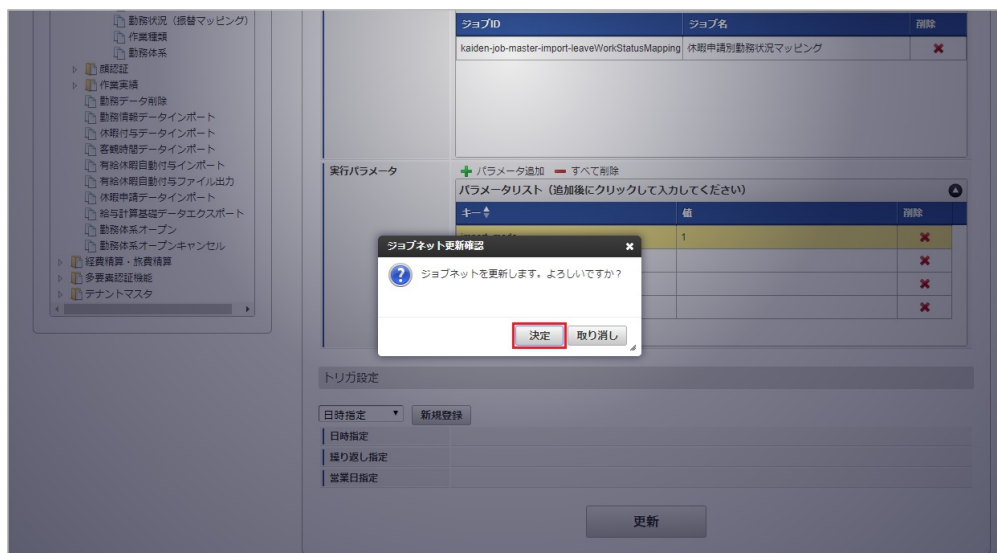 勤務状況（振替マッピング）
作業種類
勤務体系
顔認証
作業実績
勤務データ削除
勤務情報データインポート
休暇付与データインポート
客観時間データインポート
有給休暇自動付与インポート
有給休暇自動付与ファイル出力
休暇申請データインポート
給与計算基礎データエクスポート
勤務体系オープン
勤務体系オープンキャンセル
経費精算・旅費精算
多要素認証機能
テナントマスタ
ジョブID ジョブ名 削除
kaiden-job-master-import-leaveWorkStatusMapping 休暇申請別勤務状況マッピング
実行パラメータ
パラメータ追加 すべて削除
パラメータリスト（追加後にクリックして入力してください）
キー 値 削除
1
ジョブネット更新確認
ジョブネットを更新します。よろしいですか？
決定 取り消し
トリガ設定
日時指定 新規登録
日時指定
繰り返し指定
営業日指定
更新